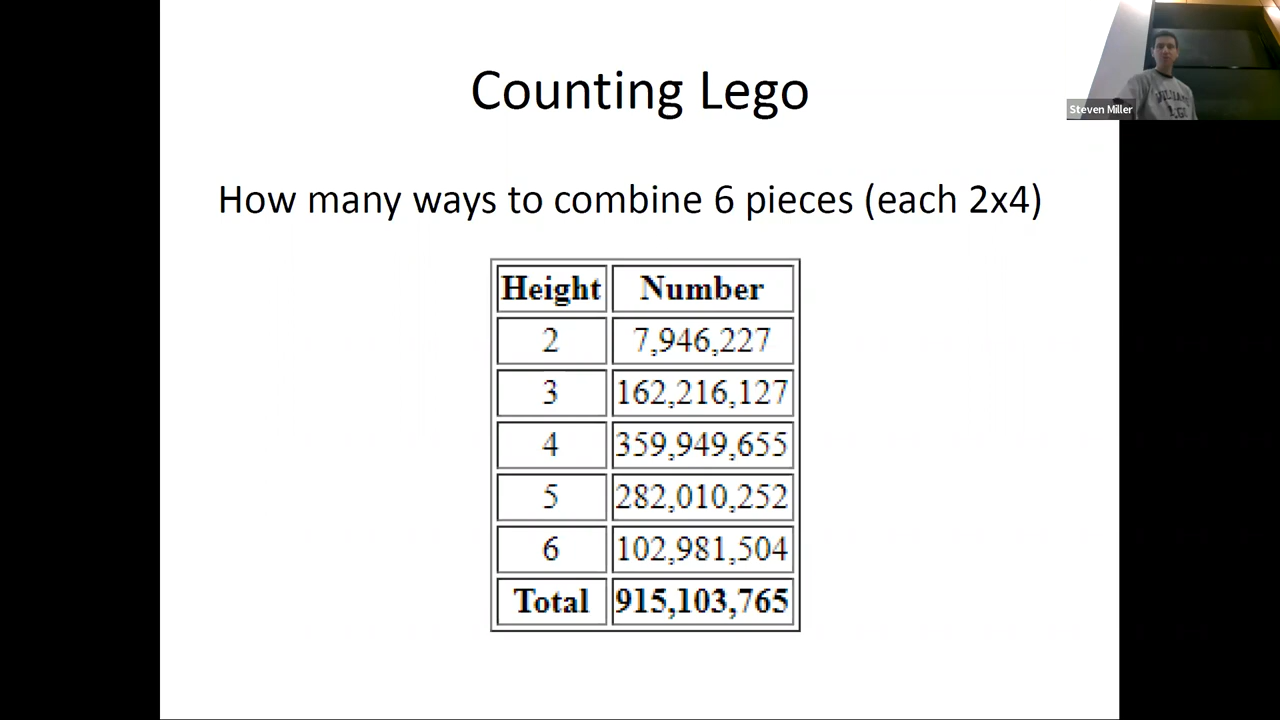 Counting Lego
Steven Miller
How many ways to combine 6 pieces (each 2x4)
Height Number
2 7,946,227
3 162,216,127
4 359,949,655
5 282,010,252
6 102,981,504
Total 915,103,765